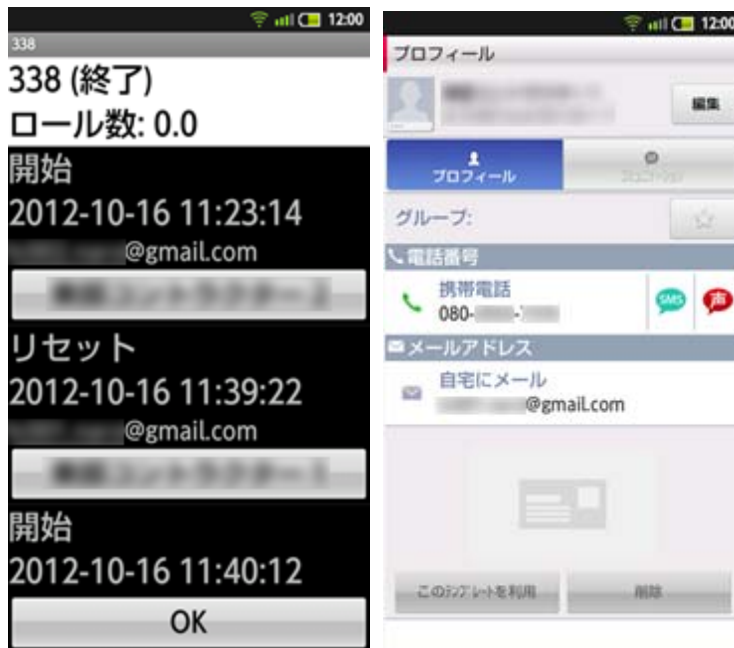 12:00
338
338 (終了)
ロール数: 0.0
開始
2012-10-16 11:23:14
@gmail.com
リセット
2012-10-16 11:39:22
@gmail.com
開始
2012-10-16 11:40:12
OK
12:00
プロフィール
編集
プロフィール
グループ:
電話番号
携帯電話
080- -
SMS
声
メールアドレス
自宅にメール
@gmail.com
このテンプレートを利用
削除